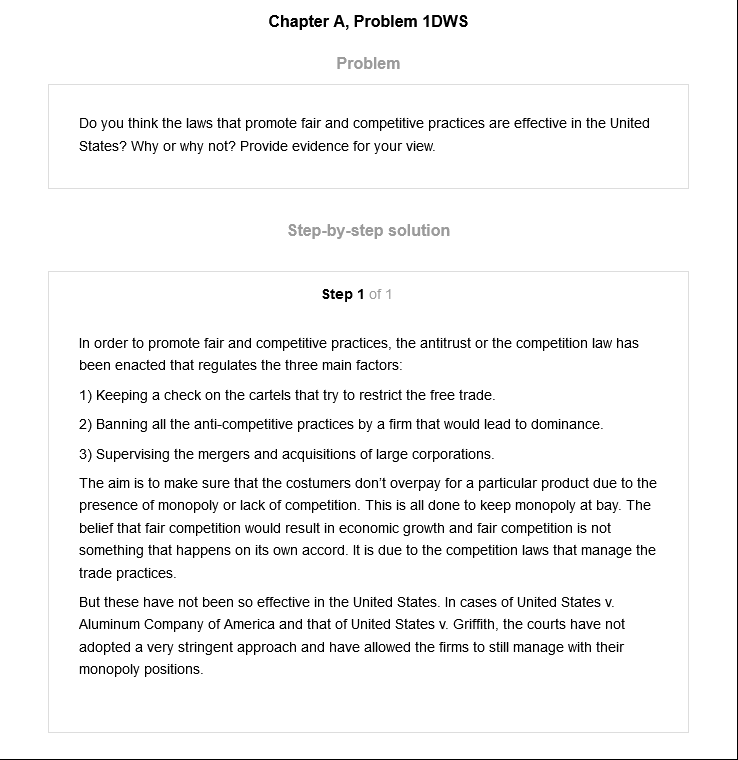 Chapter A, Problem 1DWS
Problem
Do you think the laws that promote fair and competitive practices are effective in the United
States? Why or why not? Provide evidence for your view.
Step-by-step solution
Step 1 of 1
In order to promote fair and competitive practices, the antitrust or the competition law has
been enacted that regulates the three main factors:
1) Keeping a check on the cartels that try to restrict the free trade.
2) Banning all the anti-competitive practices by a firm that would lead to dominance.
3) Supervising the mergers and acquisitions of large corporations.
The aim is to make sure that the costumers don’t overpay for a particular product due to the
presence of monopoly or lack of competition. This is all done to keep monopoly at bay. The
belief that fair competition would result in economic growth and fair competition is not
something that happens on its own accord. It is due to the competition laws that manage the
trade practices.
But these have not been so effective in the United States. In cases of United States v.
Aluminum Company of America and that of United States v. Griffith, the courts have not
adopted a very stringent approach and have allowed the firms to still manage with their
monopoly positions.